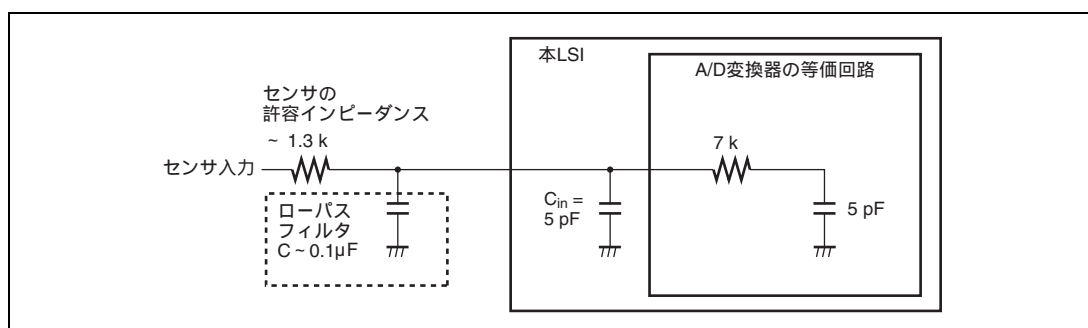 本LSI
A/D変換器の等価回路
センサの
許容インピーダンス
~ 1.3 k
7 k
センサ入力
Cin =
5 pF
5 pF
ローパス
フィルタ
C ~ 0.1μF